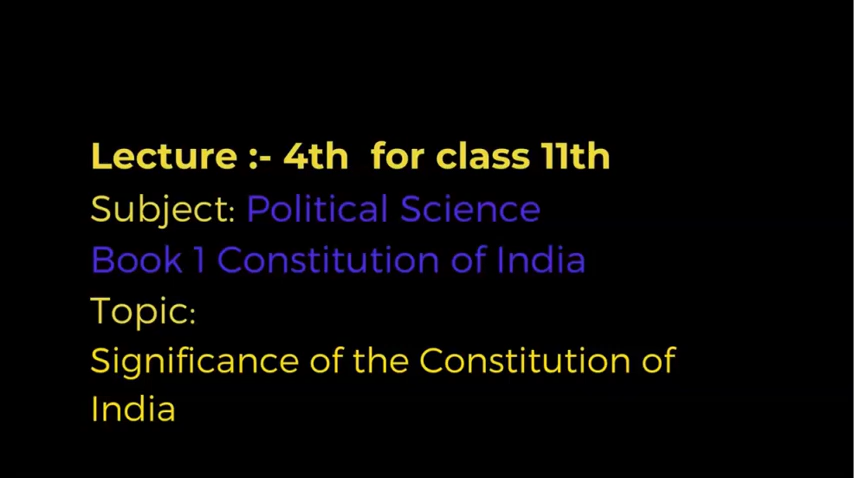 Lecture :- 4th for class 11th
Subject: Political Science
Book 1 Constitution of India
Topic:
Significance of the Constitution of
India